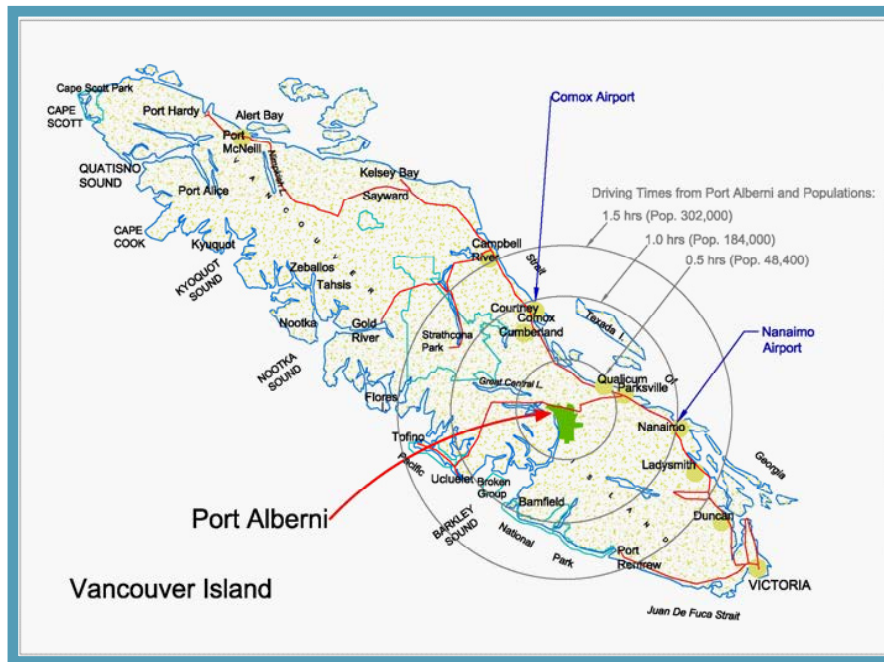 Cape Scott Park
CAPE
SCOTT
Port Hardy
Alert Bay
Port
McNeill
Nimpkish L.
QUATISNO
SOUND
Port Alice
CAPE
COOK
Kyuquot
KYOQUOT
SOUND
Kelsey Bay
Sayward
VANCOUVER
Zeballos
Tahsis
Nootka
NOOTKA
SOUND
Gold
River
Campbell
River
Strathcona
Park
Comox Airport
Driving Times from Port Alberni and Populations:
1.5 hrs (Pop. 302,000)
1.0 hrs (Pop. 184,000)
0.5 hrs (Pop. 48,400)
Strait
Courtney
Comox
Cumberland
Texada I.
Nanaimo
Airport
Great Central L.
Qualicum
Parksville
Of
Flores
Tofino
Pacific
Ucluelet
Broken
Group
BARKLEY
SOUND
Bamfield
National
Park
ISLAND
Nanaimo
Ladysmith
Georgia
Duncan
Port
Renfrew
VICTORIA
Juan De Fuca Strait
Port Alberni
Vancouver Island